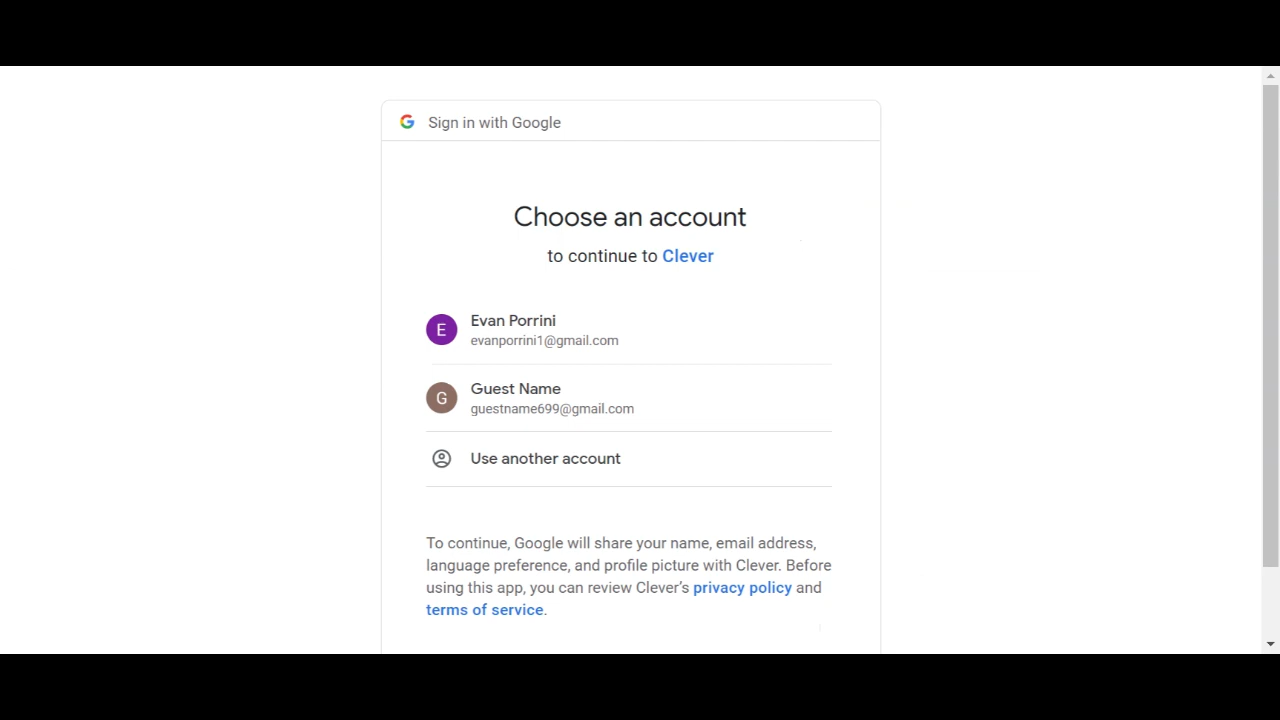 Sign in with Google
Choose an account
to continue to Clever
E
Evan Porrini
evanporrini1@gmail.com
G
Guest Name
guestname699@gmail.com
Use another account
To continue, Google will share your name, email address,
language preference, and profile picture with Clever. Before
using this app, you can review Clever’s privacy policy and
terms of service.